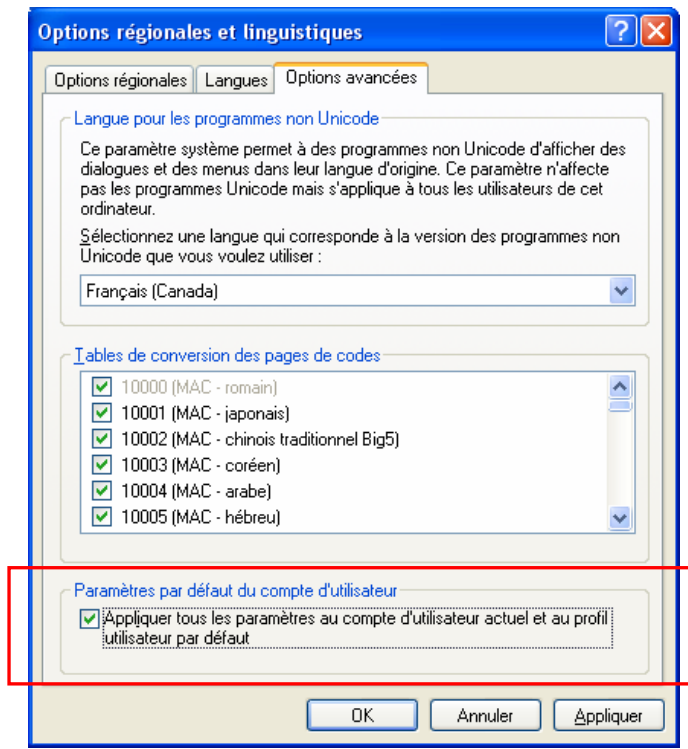 Options régionales et linguistiques
Options régionales
Langues
Options avancées
Langue pour les programmes non Unicode
Ce paramètre système permet à des programmes non Unicode d'afficher des
dialogues et des menus dans leur langue d'origine. Ce paramètre n'affecte
pas les programmes Unicode mais s'applique à tous les utilisateurs de cet
ordinateur.
Sélectionnez une langue qui corresponde à la version des programmes non
Unicode que vous voulez utiliser :
Français (Canada)
Tables de conversion des pages de codes
10000 (MAC - romain)
10001 (MAC - japonais)
10002 (MAC - chinois traditionnel Big5)
10003 (MAC - coréen)
10004 (MAC - arabe)
10005 (MAC - hébreu)
Paramètres par défaut du compte d'utilisateur
Appliquer tous les paramètres au compte d'utilisateur actuel et au profil
utilisateur par défaut
OK
Annuler
Appliquer